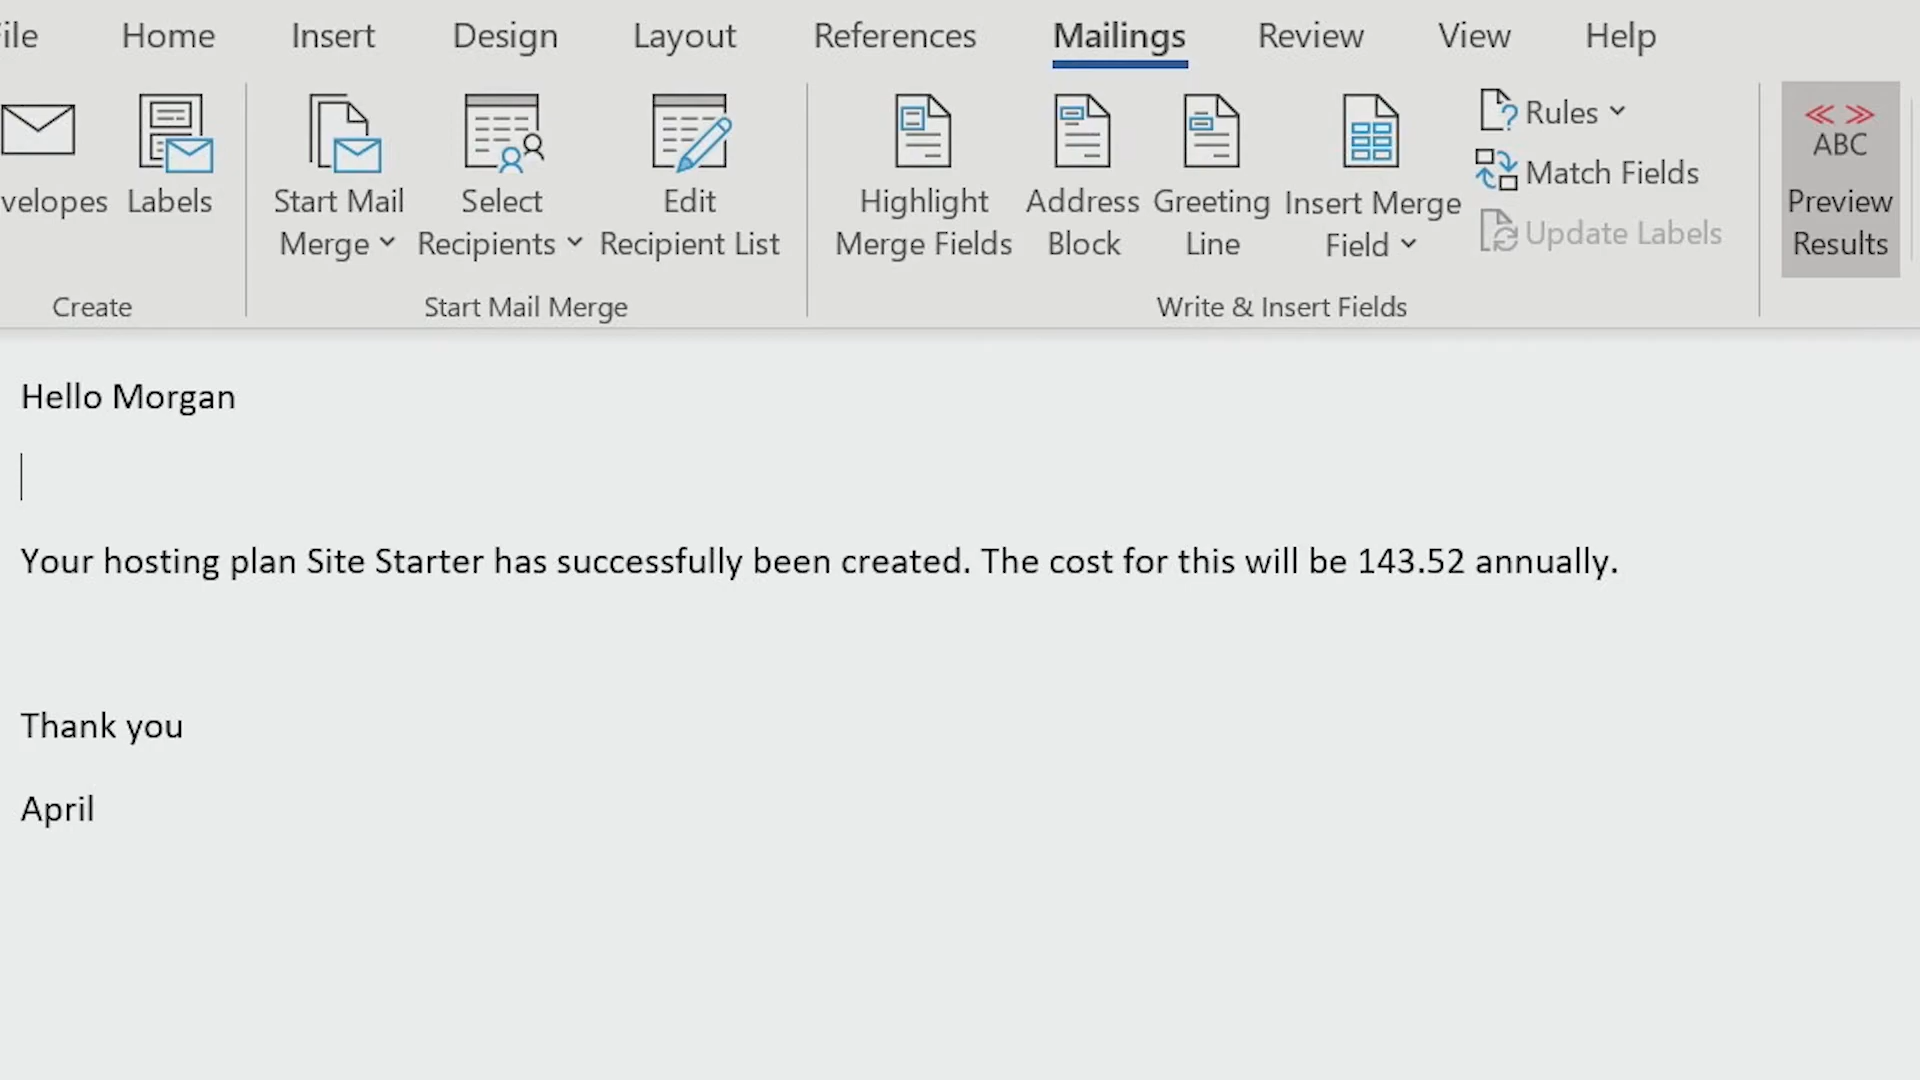 ile Home Insert Design Layout References Mailings Review View Help
velopes Labels
Start Mail Merge
Select Recipients
Edit Recipient List
Highlight Merge Fields
Address Block
Greeting Line
Insert Merge Field
Rules
Match Fields
Update Labels
ABC
Preview Results
Create
Start Mail Merge
Write & Insert Fields
Hello Morgan
Your hosting plan Site Starter has successfully been created. The cost for this will be 143.52 annually.
Thank you
April